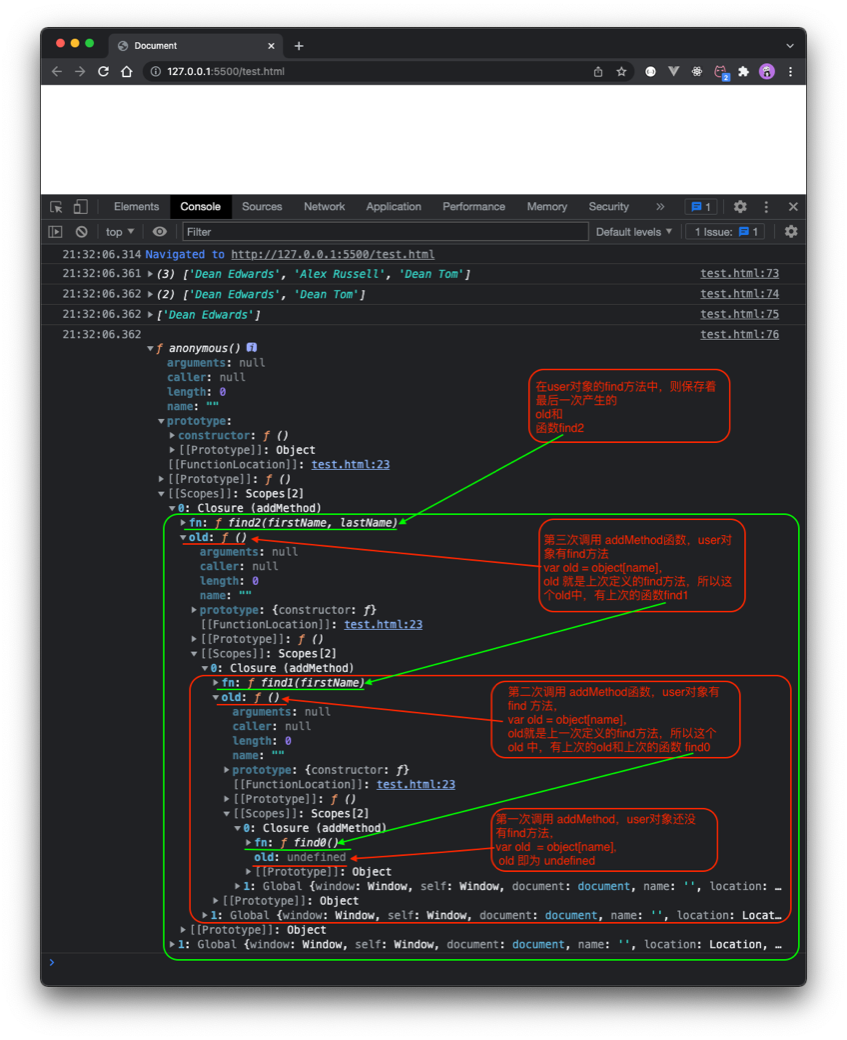 Document
127.0.0.1:5500/test.html
2
Elements Console Sources Network Application Performance Memory Security » 1
top Filter Default levels 1 Issue: 1
21:32:06.314 Navigated to http://127.0.0.1:5500/test.html
21:32:06.361 (3) ['Dean Edwards', 'Alex Russell', 'Dean Tom'] test.html:73
21:32:06.362 (2) ['Dean Edwards', 'Dean Tom'] test.html:74
21:32:06.362 ['Dean Edwards'] test.html:75
21:32:06.362 test.html:76
ƒ anonymous() i
arguments: null
caller: null
length: 0
name: ""
prototype:
constructor: ƒ ()
[[Prototype]]: Object
[[FunctionLocation]]: test.html:23
[[Prototype]]: ƒ ()
[[Scopes]]: Scopes[2]
0: Closure (addMethod)
fn: ƒ find2(firstName, lastName)
old: ƒ ()
arguments: null
caller: null
length: 0
name: ""
prototype: {constructor: ƒ}
[[FunctionLocation]]: test.html:23
[[Prototype]]: ƒ ()
[[Scopes]]: Scopes[2]
0: Closure (addMethod)
fn: ƒ find1(firstName)
old: ƒ ()
arguments: null
caller: null
length: 0
name: ""
prototype: {constructor: ƒ}
[[FunctionLocation]]: test.html:23
[[Prototype]]: ƒ ()
[[Scopes]]: Scopes[2]
0: Closure (addMethod)
fn: ƒ find0()
old: undefined
[[Prototype]]: Object
1: Global {window: Window, self: Window, document: document, name: '', location: …
[[Prototype]]: Object
1: Global {window: Window, self: Window, document: document, name: '', location: Locat…
[[Prototype]]: Object
1: Global {window: Window, self: Window, document: document, name: '', location: Location, …
在user对象的find方法中，则保存着
最后一次产生的
old和
函数find2
第三次调用 addMethod函数，user对
象有find方法
var old = object[name],
old 就是上次定义的find方法，所以这
个old中，有上次的函数find1
第二次调用 addMethod函数，user对象有
find 方法，
var old = object[name],
old就是上一次定义的find方法，所以这个
old 中，有上次的old和上次的函数 find0
第一次调用 addMethod，user对象还没
有find方法，
var old = object[name],
old 即为 undefined